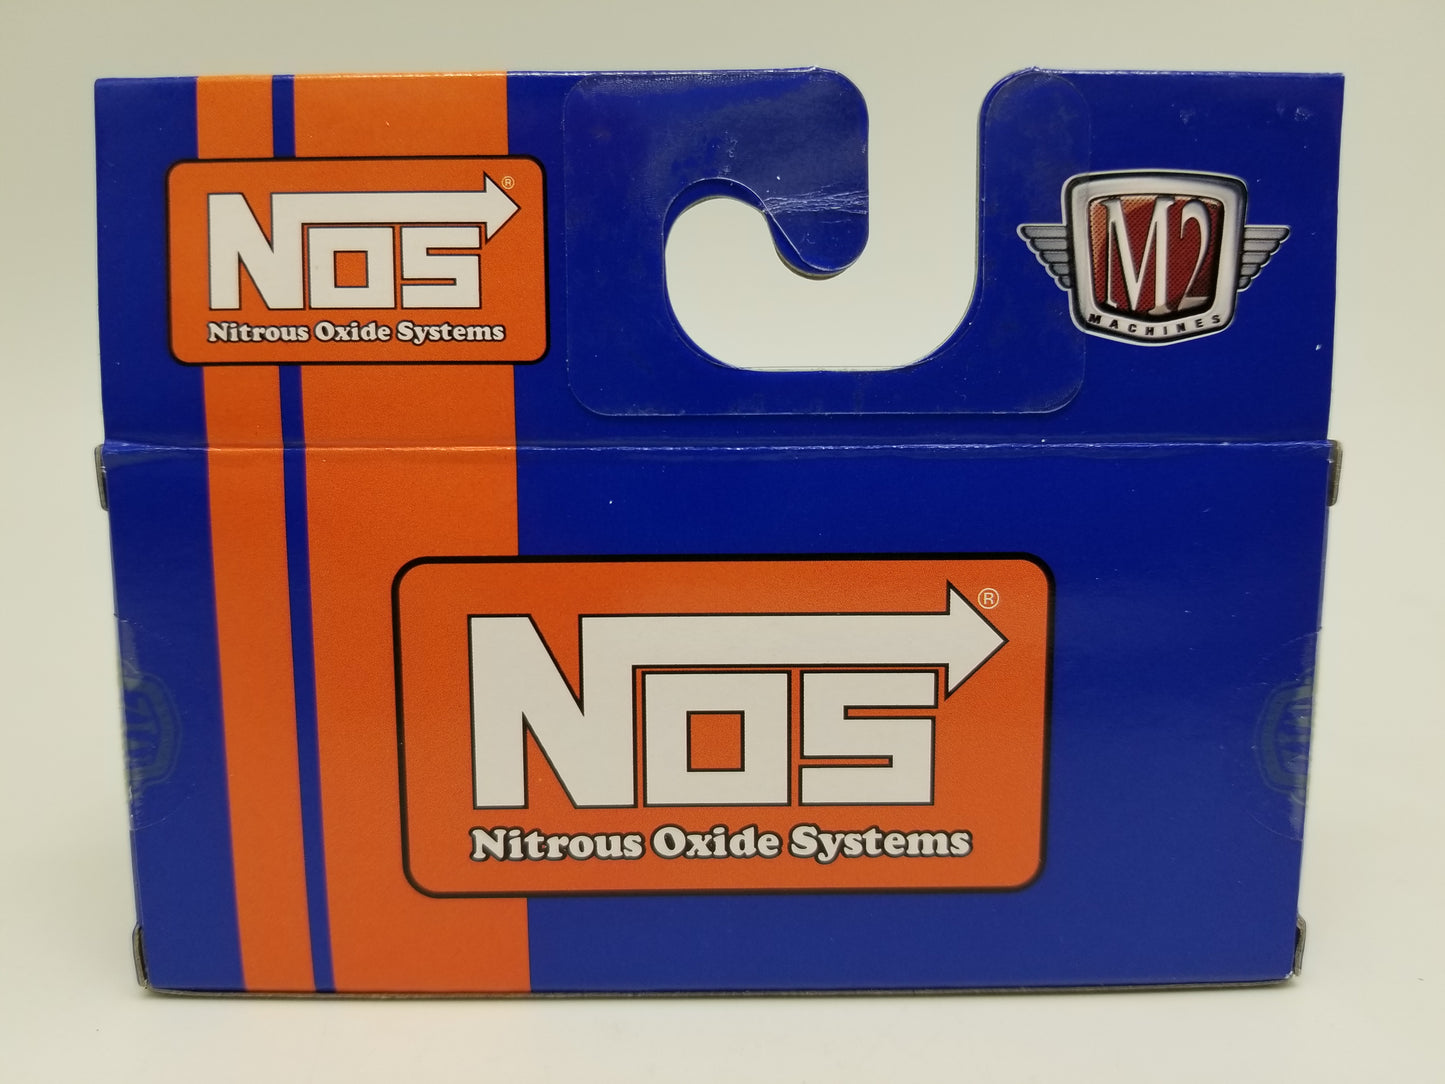 NOS®
Nitrous Oxide Systems
M2
MACHINES
NOS®
Nitrous Oxide Systems